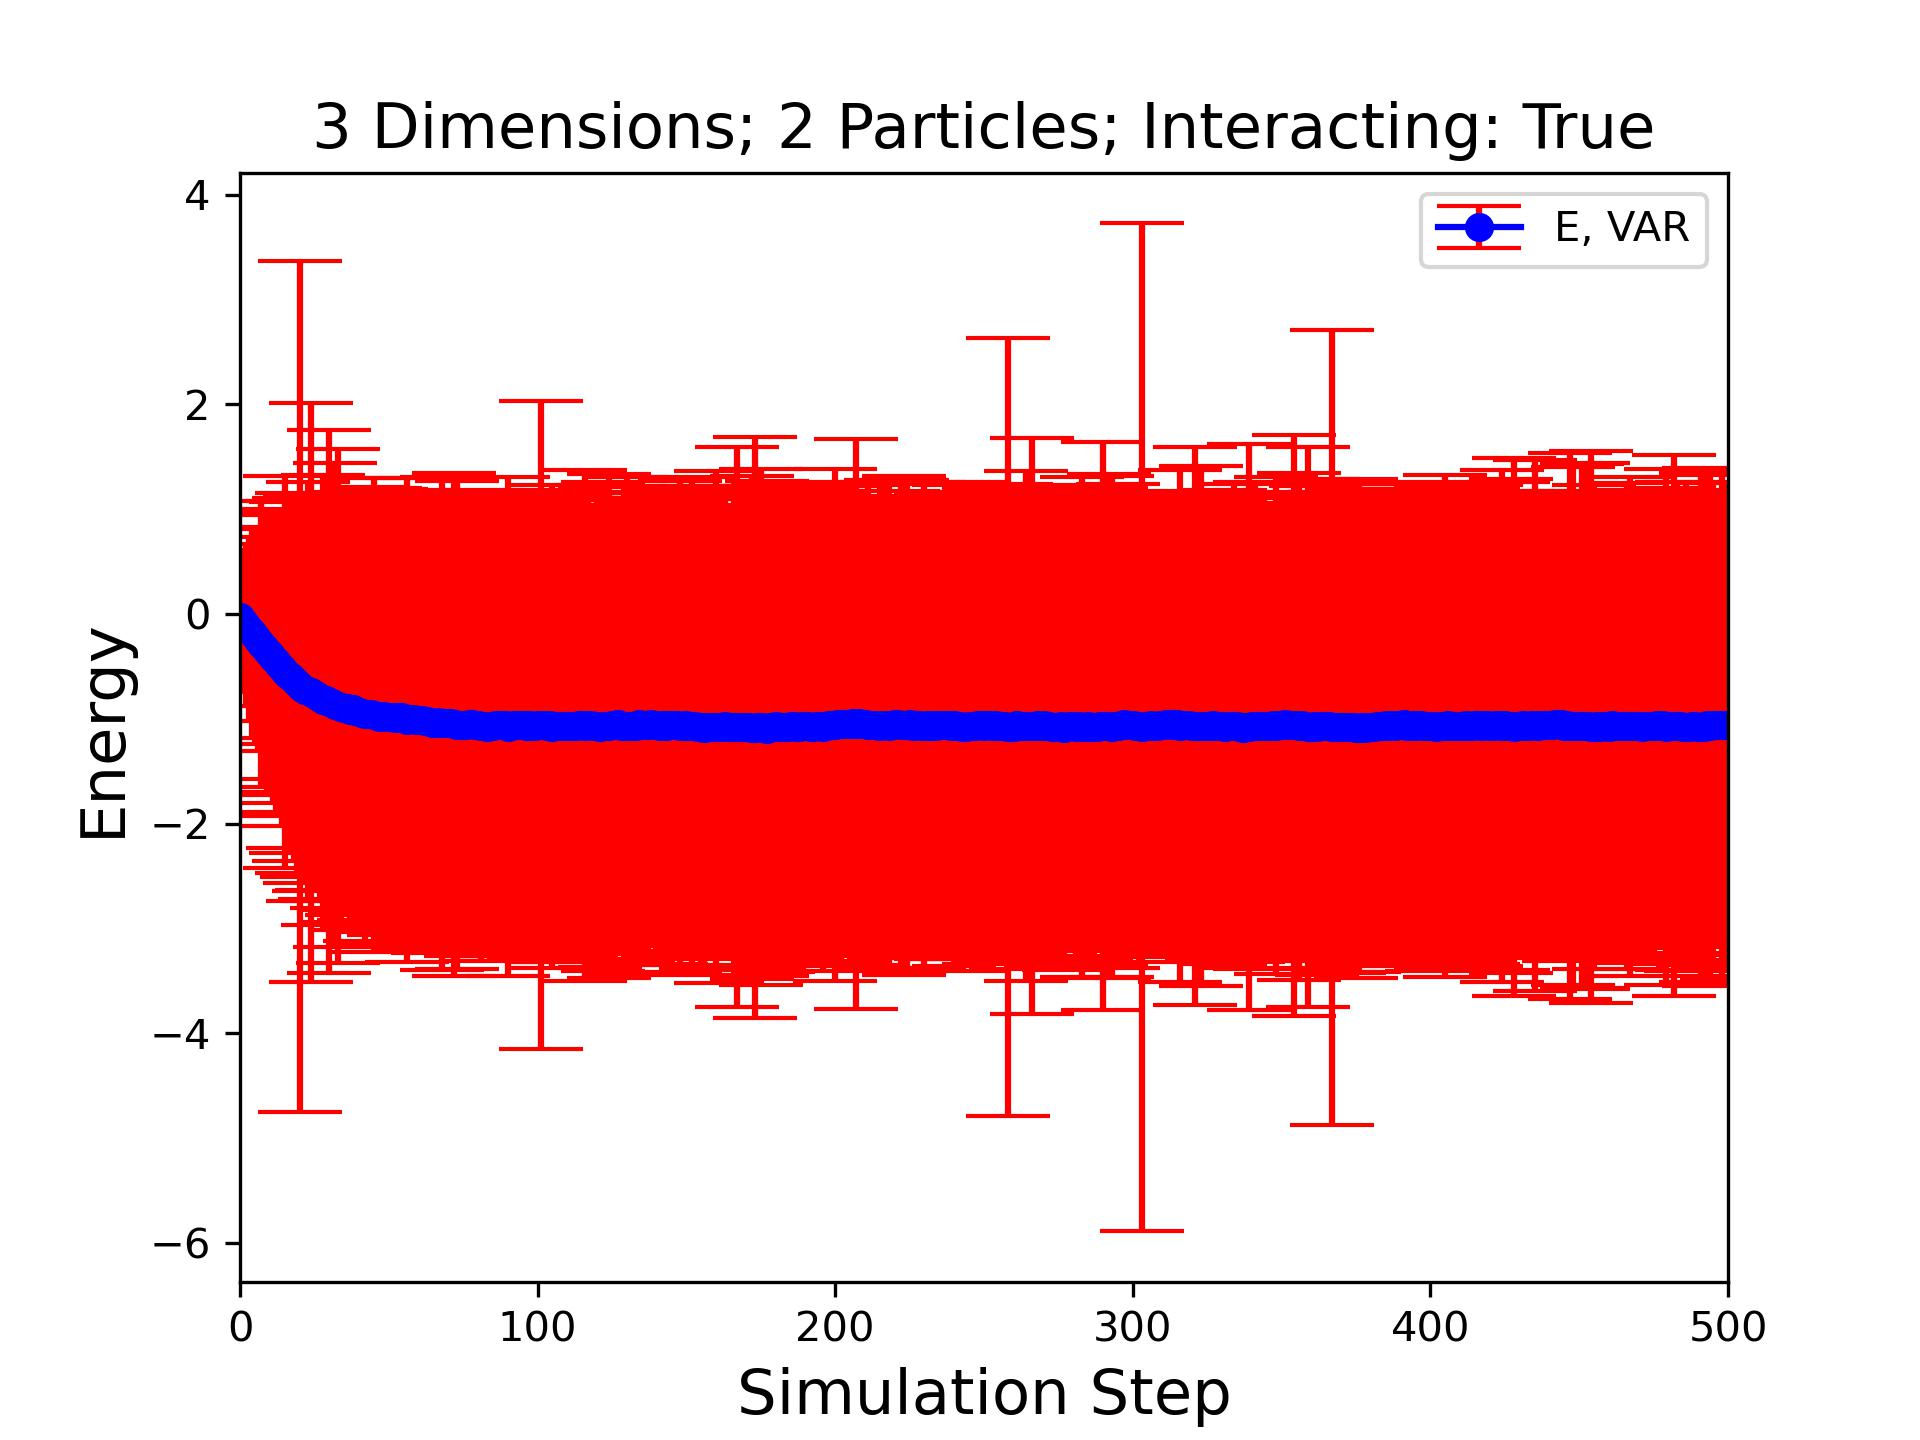 3 Dimensions; 2 Particles; Interacting: True
E, VAR
4
2
0
−2
−4
−6
Energy
0 100 200 300 400 500
Simulation Step